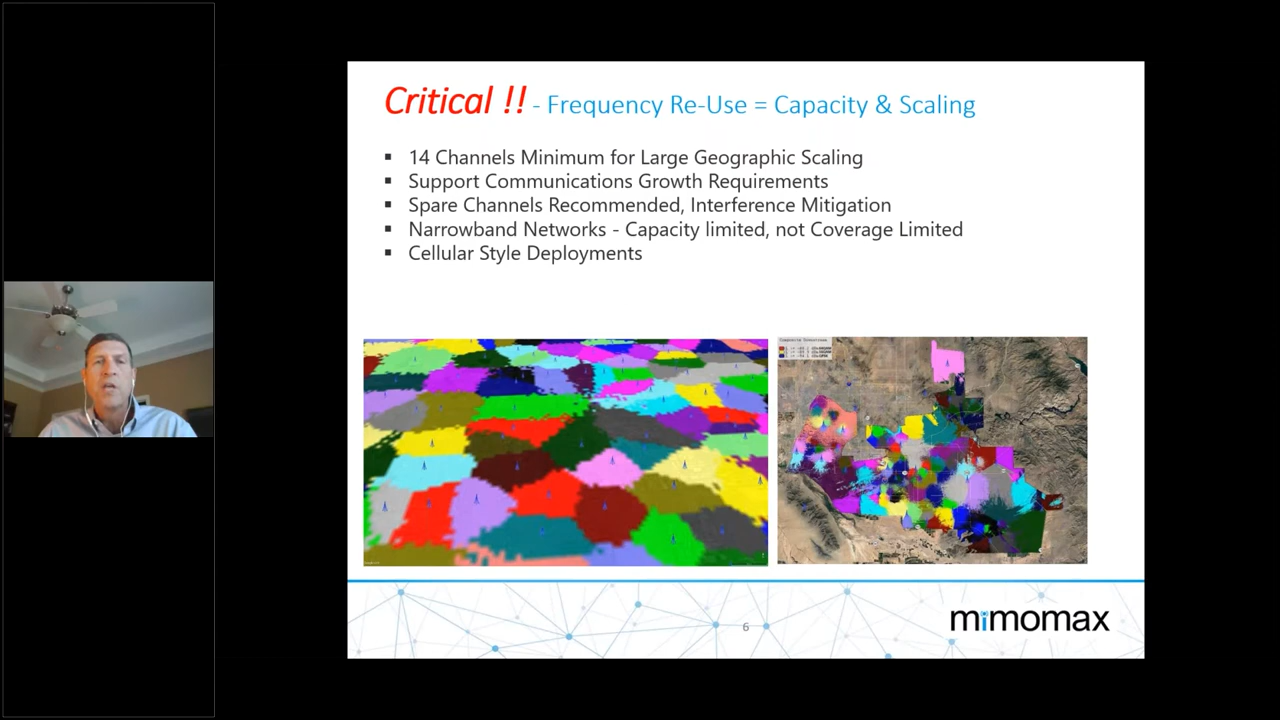 Critical !! - Frequency Re-Use = Capacity & Scaling
14 Channels Minimum for Large Geographic Scaling
Support Communications Growth Requirements
Spare Channels Recommended, Interference Mitigation
Narrowband Networks - Capacity limited, not Coverage Limited
Cellular Style Deployments
6
mimomax